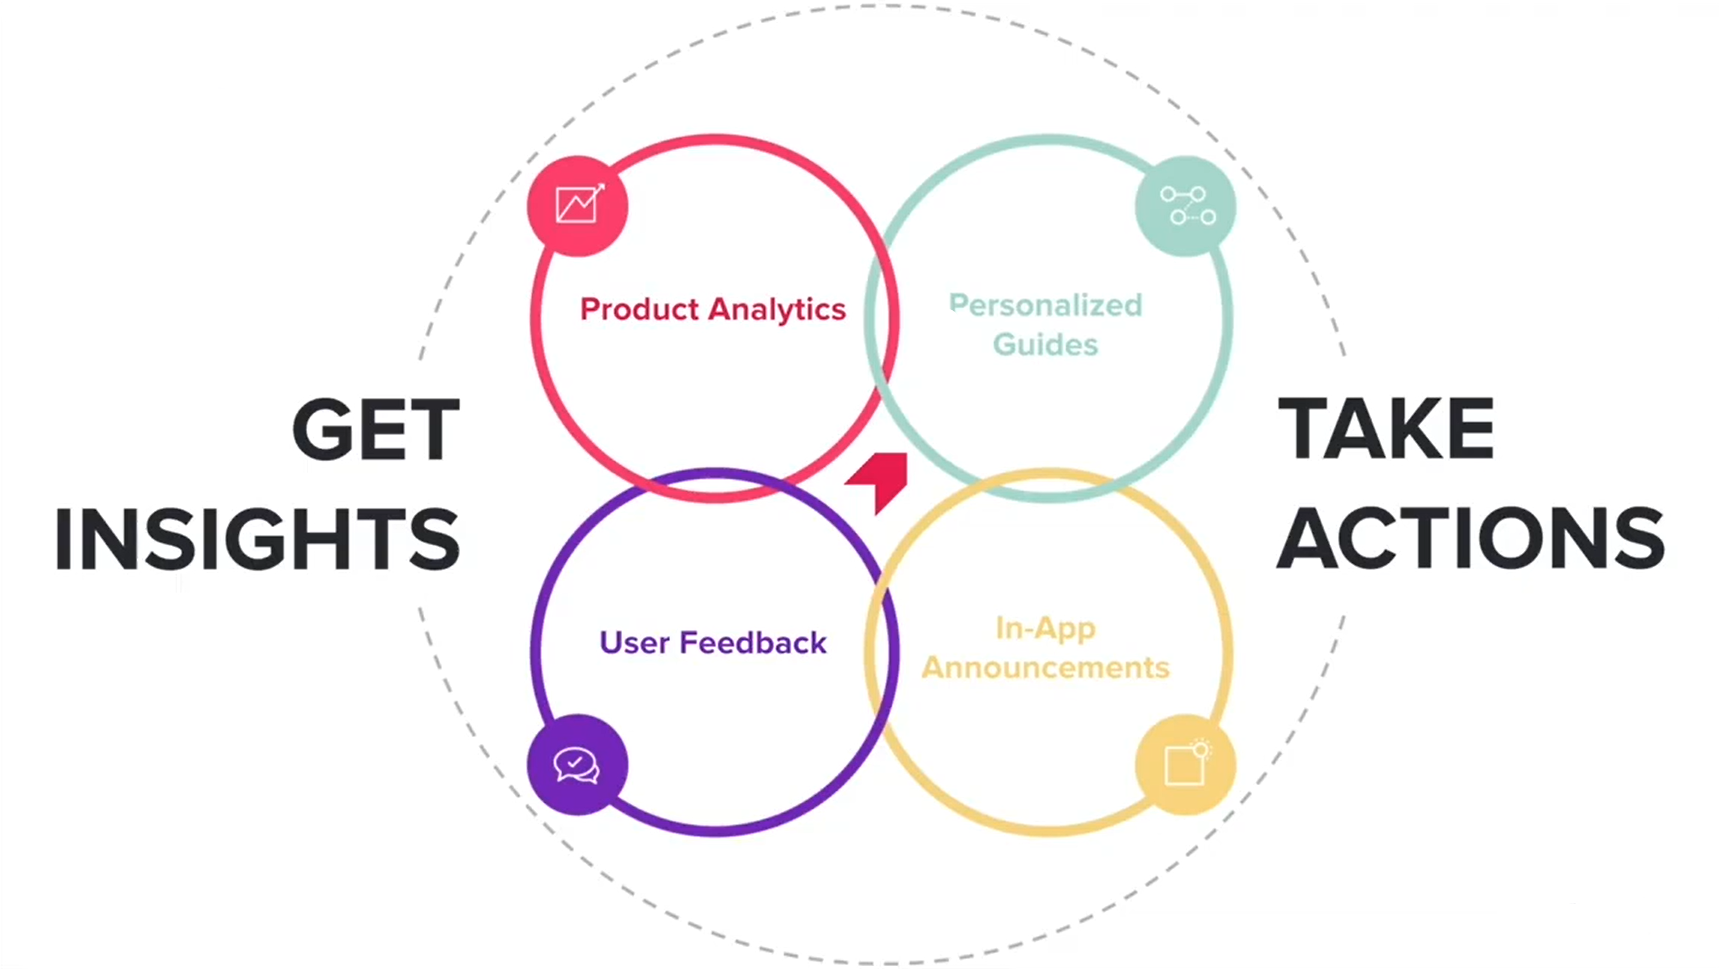 GET
INSIGHTS
Product Analytics
User Feedback
Personalized
Guides
In-App
Announcements
TAKE
ACTIONS